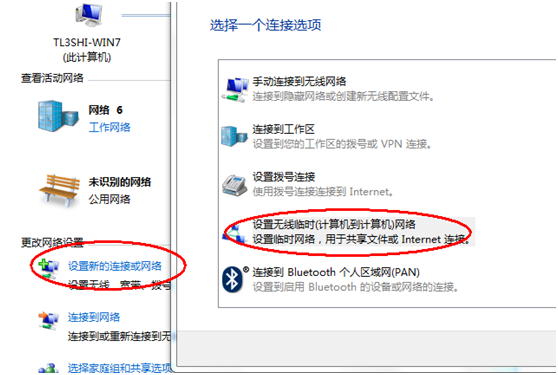 TL3SHI-WIN7
(此计算机)
查看活动网络
网络 6
工作网络
未识别的网络
公用网络
更改网络设置
设置新的连接或网络
设置无线、宽带、拨号
连接到网络
连接到或重新连接到无
选择家庭组和共享选项
选择一个连接选项
手动连接到无线网络
连接到隐藏网络或创建新无线配置文件。
连接到工作区
设置到您的工作区的拨号或 VPN 连接。
设置拨号连接
使用拨号连接连接到 Internet。
设置无线临时(计算机到计算机)网络
设置临时网络，用于共享文件或 Internet 连接。
连接到 Bluetooth 个人区域网(PAN)
设置到启用 Bluetooth 的设备或网络的连接。